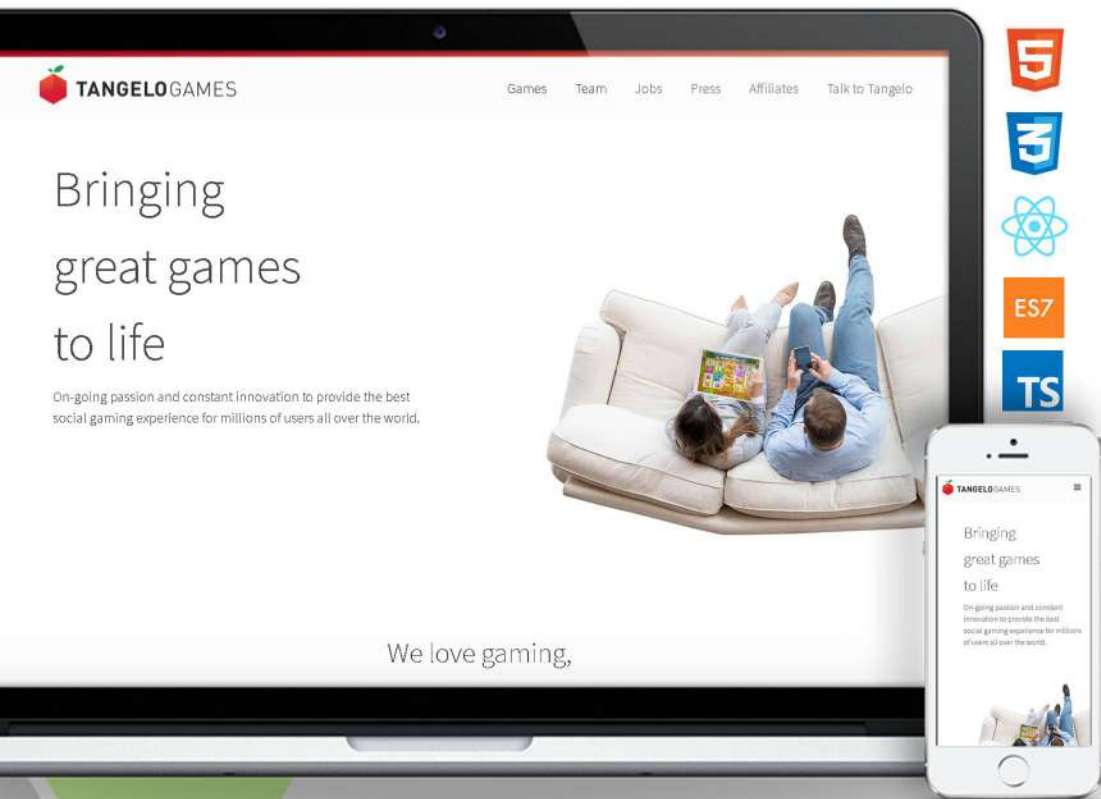 TANGELOGAMES
Games Team Jobs Press Affiliates Talk to Tangelo
Bringing
great games
to life
On-going passion and constant innovation to provide the best
social gaming experience for millions of users all over the world.
We love gaming,
5
3
ES7
TS
TANGELOGAMES
Bringing
great games
to life
On-going passion and constant
innovation to provide the best
social gaming experience for millions
of users all over the world.